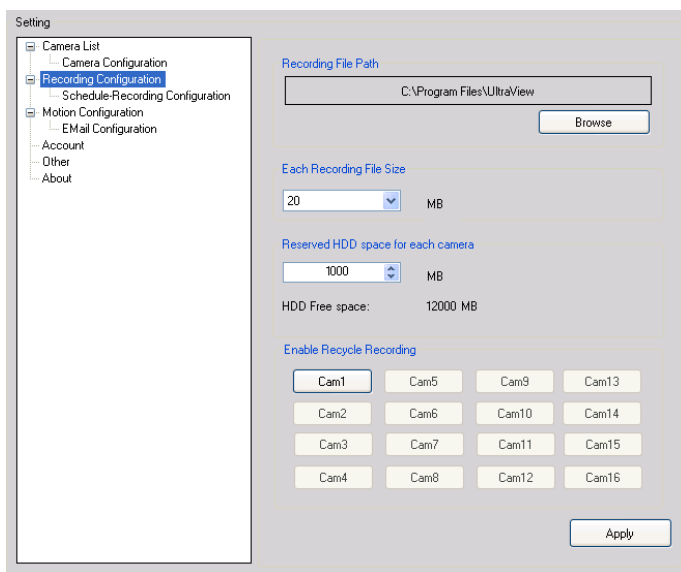 Setting
Camera List
Camera Configuration
Recording Configuration
Schedule-Recording Configuration
Motion Configuration
EMail Configuration
Account
Other
About
Recording File Path
C:\Program Files\UltraView
Browse
Each Recording File Size
20 MB
Reserved HDD space for each camera
1000 MB
HDD Free space: 12000 MB
Enable Recycle Recording
Cam1 Cam5 Cam9 Cam13
Cam2 Cam6 Cam10 Cam14
Cam3 Cam7 Cam11 Cam15
Cam4 Cam8 Cam12 Cam16
Apply